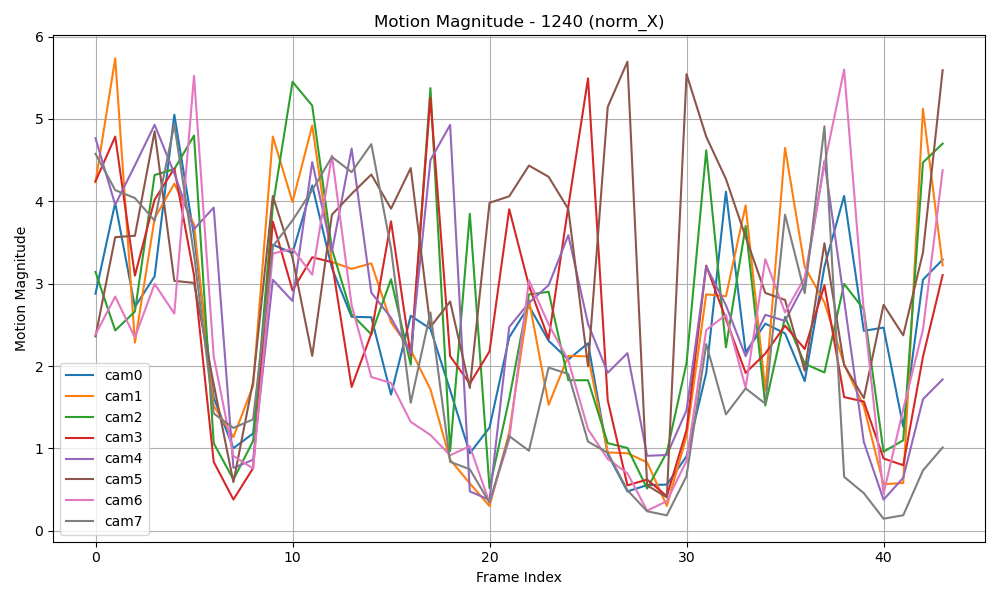 Motion Magnitude - 1240 (norm_X)
Motion Magnitude
6
5
4
3
2
1
0
cam0
cam1
cam2
cam3
cam4
cam5
cam6
cam7
0
10
20
30
40
Frame Index